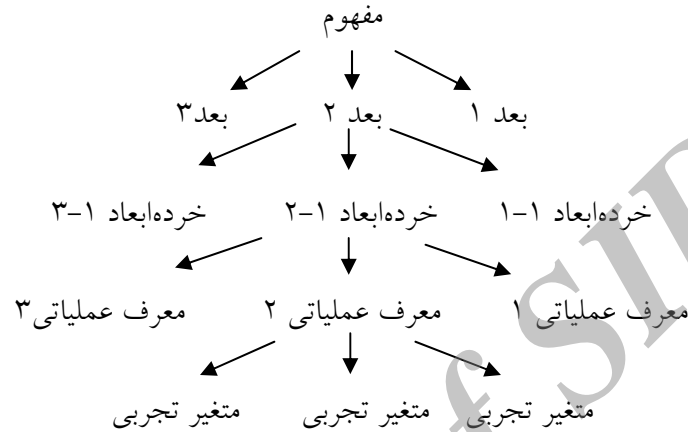 مفهوم
بعد ۱ بعد ۲ بعد۳
خرده‌ابعاد ۱-۱ خرده‌ابعاد ۱-۲ خرده‌ابعاد ۱-۳
معرف عملیاتی ۱ معرف عملیاتی ۲ معرف عملیاتی۳
متغیر تجربی متغیر تجربی متغیر تجربی
f SID